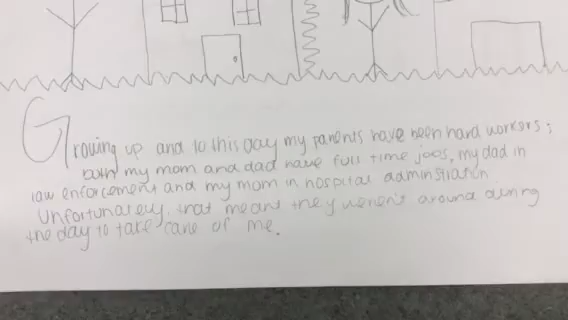 Growing up and to this day my parents have been hard workers;
both my mom and dad have full time jobs, my dad in
law enforcement and my mom in hospital adminstration.
Unfortunately, that meant they weren't around during
the day to take care of me.